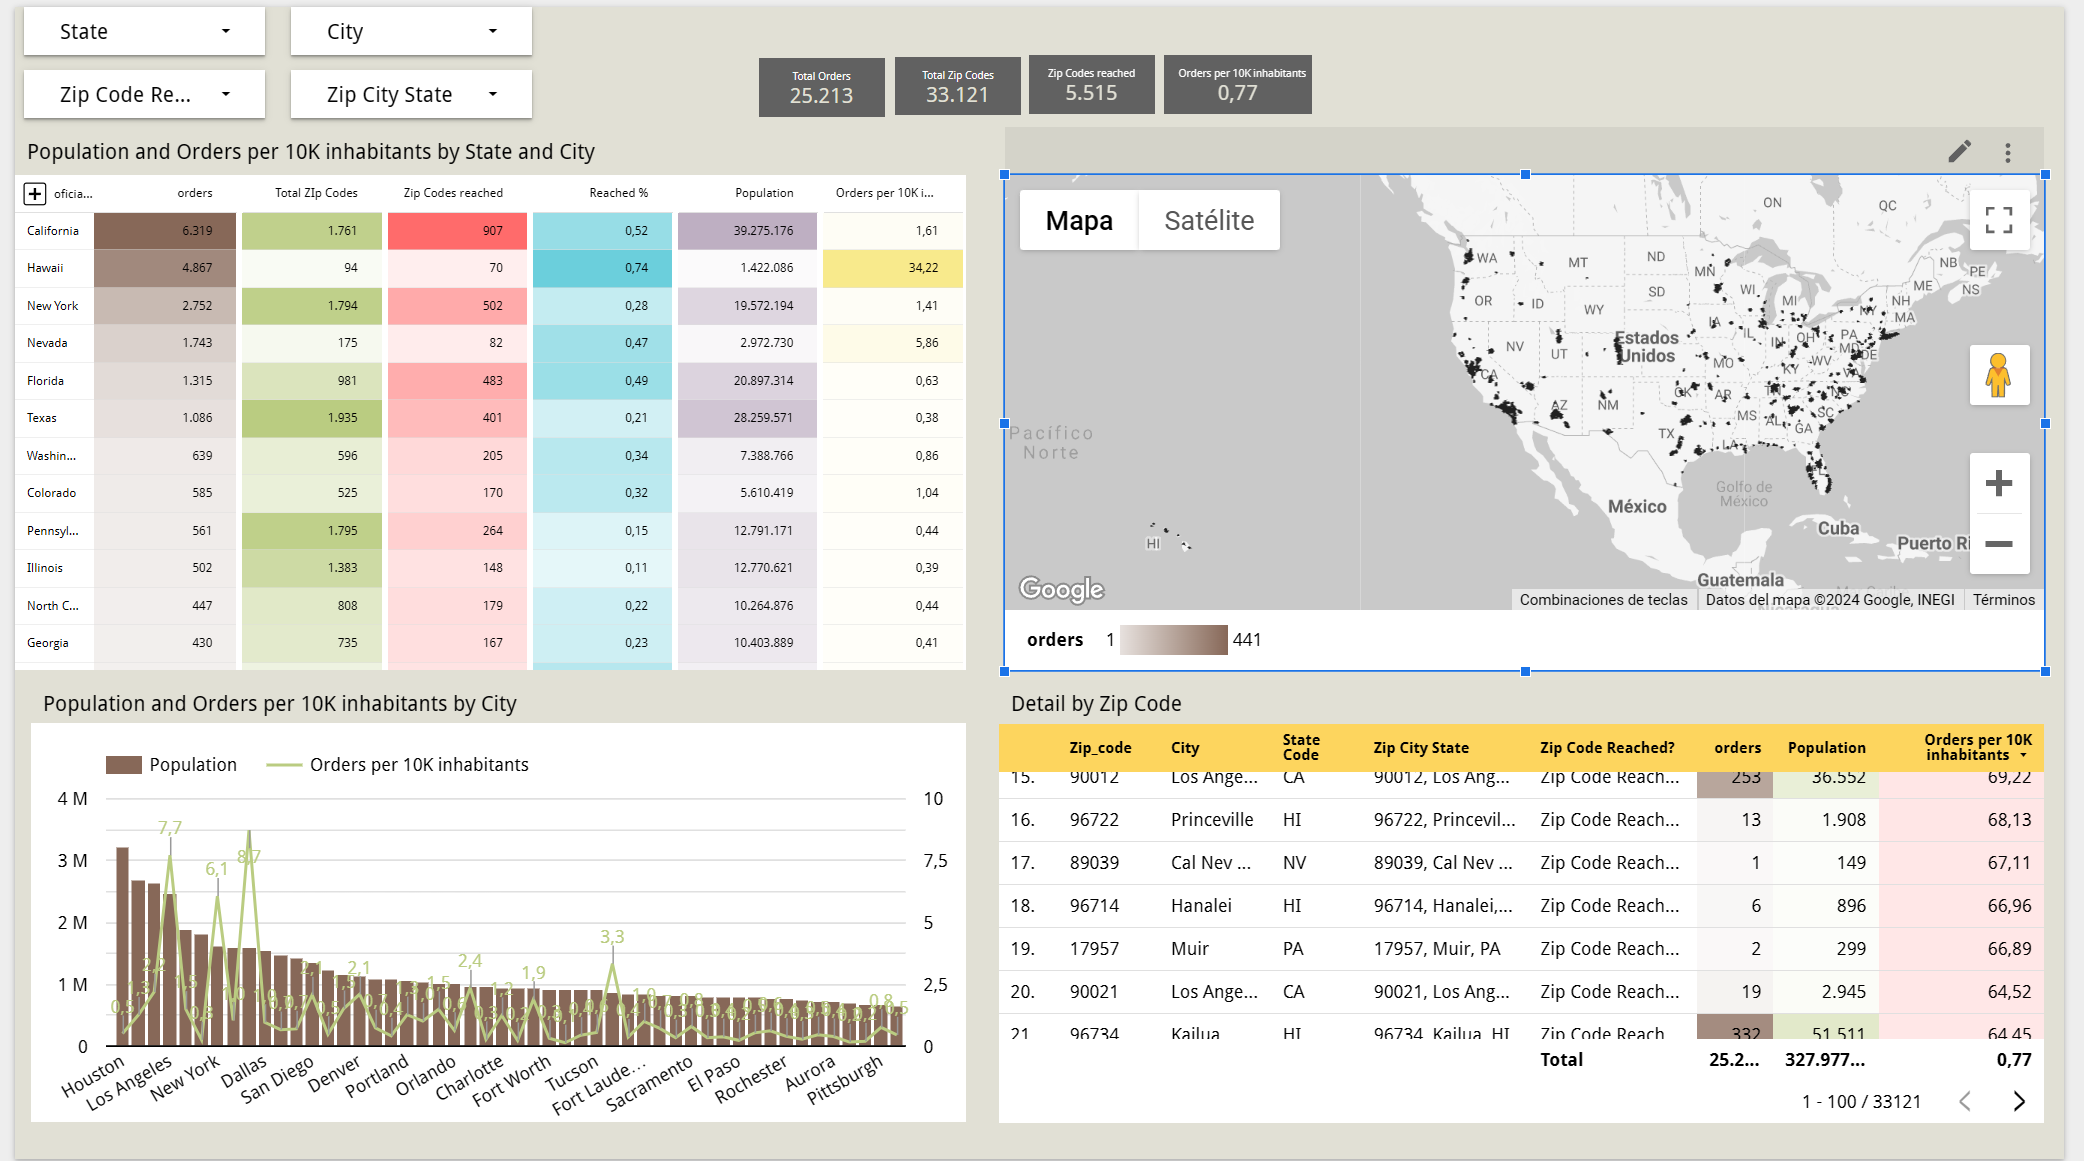 State
City
Zip Code Re...
Zip City State
Total Orders
25.213
Total Zip Codes
33.121
Zip Codes reached
5.515
Orders per 10K inhabitants
0,77
Population and Orders per 10K inhabitants by State and City
oficia... orders Total ZIp Codes Zip Codes reached Reached % Population Orders per 10K i...
California 6.319 1.761 907 0,52 39.275.176 1,61
Hawaii 4.867 94 70 0,74 1.422.086 34,22
New York 2.752 1.794 502 0,28 19.572.194 1,41
Nevada 1.743 175 82 0,47 2.972.730 5,86
Florida 1.315 981 483 0,49 20.897.314 0,63
Texas 1.086 1.935 401 0,21 28.259.571 0,38
Washin... 639 596 205 0,34 7.388.766 0,86
Colorado 585 525 170 0,32 5.610.419 1,04
Pennsyl... 561 1.795 264 0,15 12.791.171 0,44
Illinois 502 1.383 148 0,11 12.770.621 0,39
North C... 447 808 179 0,22 10.264.876 0,44
Georgia 430 735 167 0,23 10.403.889 0,41
Mapa
Satélite
ON
QC
WA
MT
ND
MN
NB
PE
OR
ID
WY
SD
WI
MI
ME
NS
NH
MA
NY
IA
IL
IN
OH
PA
MD
DE
NV
UT
Estados
Unidos
MO
KY
WV
VA
CA
AZ
NM
OK
AR
TN
NC
MS
AL
GA
SC
TX
LA
FL
Pacífico
Norte
Golfo de
México
México
Cuba
Puerto Ri
HI
Guatemala
Google
Combinaciones de teclas
Datos del mapa ©2024 Google, INEGI
Términos
orders 1 441
Population and Orders per 10K inhabitants by City
Population
Orders per 10K inhabitants
4 M
3 M
2 M
1 M
0
10
7,5
5
2,5
0
7,7
6,1
8,7
2,1
2,4
1,9
3,3
Houston
Los Angeles
New York
Dallas
San Diego
Denver
Portland
Orlando
Charlotte
Fort Worth
Tucson
Fort Laude...
Sacramento
El Paso
Rochester
Aurora
Pittsburgh
Detail by Zip Code
Zip_code City State Code Zip City State Zip Code Reached? orders Population Orders per 10K inhabitants
15. 90012 Los Ange... CA 90012, Los Ang... Zip Code Reach... 253 36.552 69,22
16. 96722 Princeville HI 96722, Princevil... Zip Code Reach... 13 1.908 68,13
17. 89039 Cal Nev ... NV 89039, Cal Nev ... Zip Code Reach... 1 149 67,11
18. 96714 Hanalei HI 96714, Hanalei,... Zip Code Reach... 6 896 66,96
19. 17957 Muir PA 17957, Muir, PA Zip Code Reach... 2 299 66,89
20. 90021 Los Ange... CA 90021, Los Ang... Zip Code Reach... 19 2.945 64,52
21 96734 Kailua HI 96734 Kailua HI Zip Code Reach 332 51.511 64,45
Total 25.2... 327.977... 0,77
1 - 100 / 33121